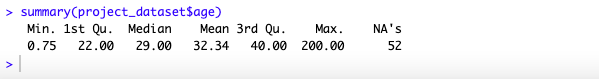 > summary(project_dataset$age)
Min. 1st Qu. Median Mean 3rd Qu. Max. NA's
0.75 22.00 29.00 32.34 40.00 200.00 52
>